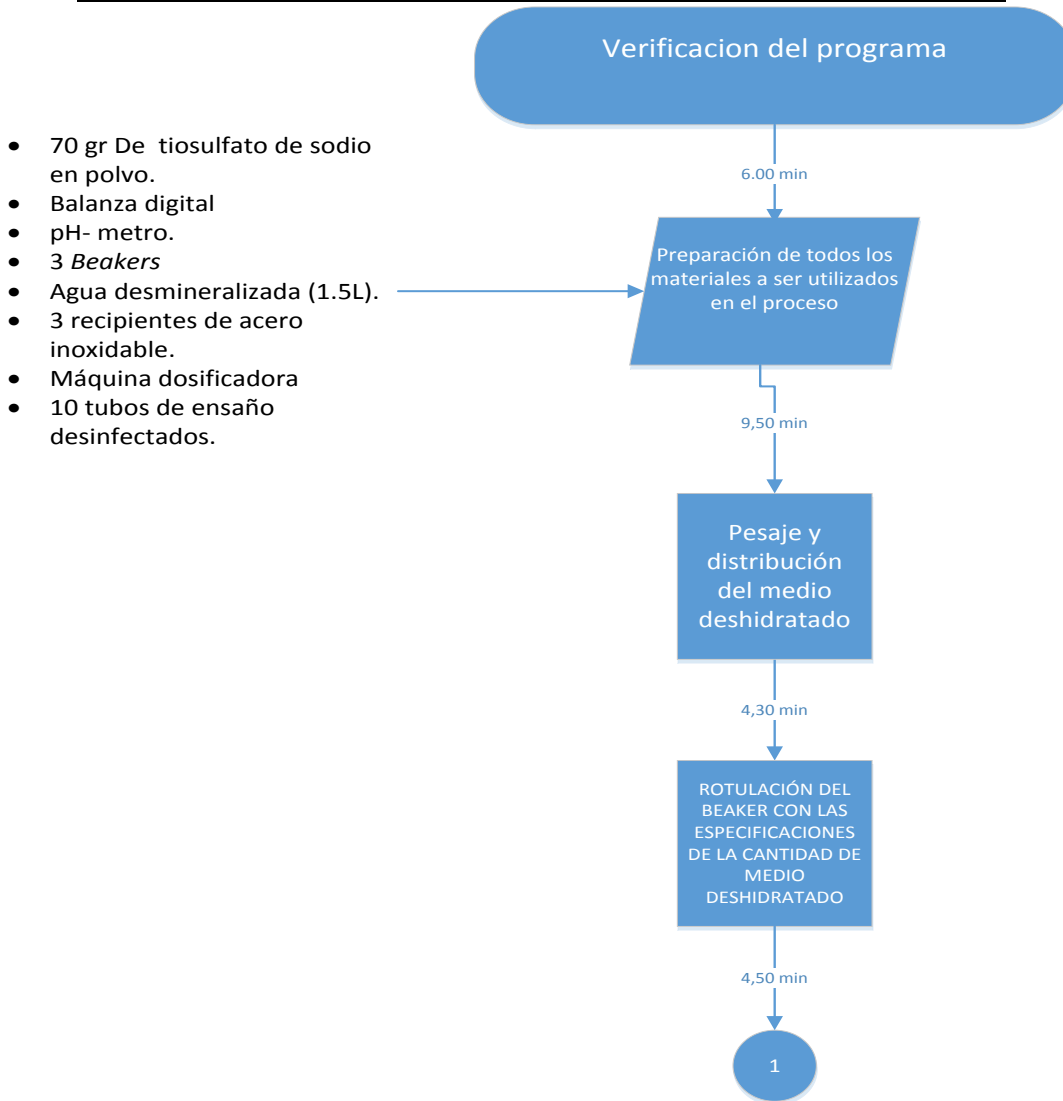 Verificacion del programa
6.00 min
70 gr De tiosulfato de sodio
en polvo.
Balanza digital
pH- metro.
3 Beakers
Agua desmineralizada (1.5L).
3 recipientes de acero
inoxidable.
Máquina dosificadora
10 tubos de ensaño
desinfectados.
Preparación de todos los
materiales a ser utilizados
en el proceso
9,50 min
Pesaje y
distribución
del medio
deshidratado
4,30 min
ROTULACIÓN DEL
BEAKER CON LAS
ESPECIFICACIONES
DE LA CANTIDAD DE
MEDIO
DESHIDRATADO
4,50 min
1